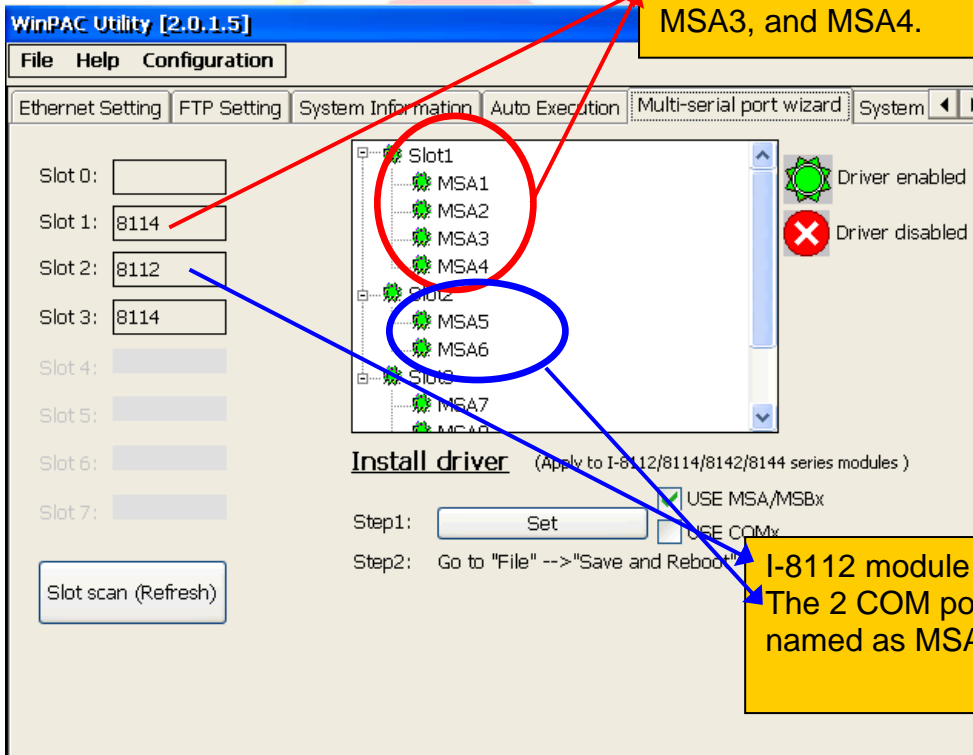 MSA3, and MSA4.
WinPAC Utility [2.0.1.5]
File Help Configuration
Ethernet Setting FTP Setting System Information Auto Execution Multi-serial port wizard System
Slot 0:
Slot 1: 8114
Slot 2: 8112
Slot 3: 8114
Slot 4:
Slot 5:
Slot 6:
Slot 7:
Slot scan (Refresh)
Slot1
MSA1
MSA2
MSA3
MSA4
Slot2
MSA5
MSA6
Slot3
MSA7
Driver enabled
Driver disabled
Install driver (Apply to I-8112/8114/8142/8144 series modules )
USE MSA/MSBx
Step1: Set
USE COMx
Step2: Go to "File" -->"Save and Reboot"
I-8112 module
The 2 COM po
named as MSA